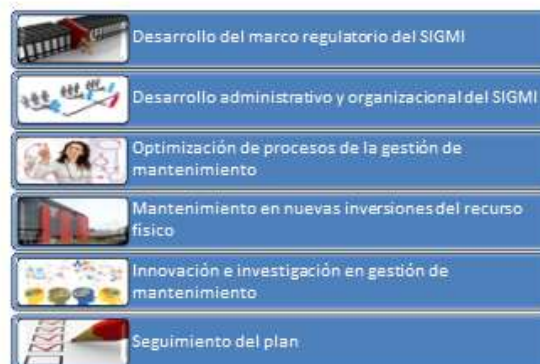 Desarrollo del marco regulatorio del SIGMI
Desarrollo administrativo y organizacional del SIGMI
Optimización de procesos de la gestión de
mantenimiento
Mantenimiento en nuevas inversiones del recurso
físico
Innovación e investigación en gestión de
mantenimiento
Seguimiento del plan